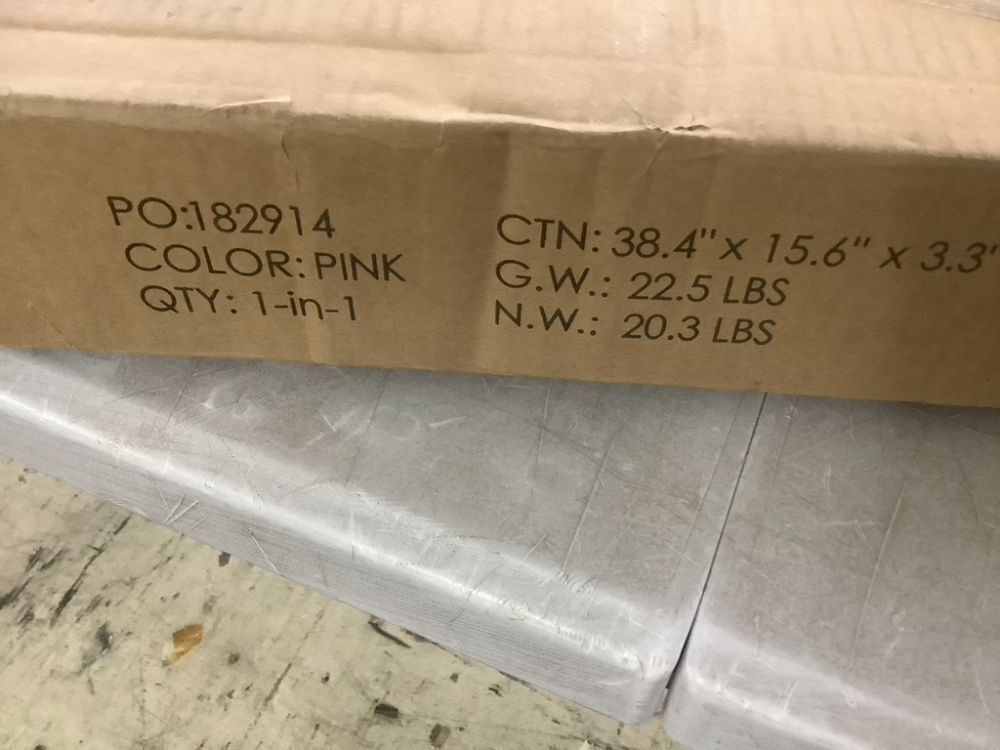 PO:182914
COLOR: PINK
QTY: 1-in-1
CTN: 38.4" x 15.6" x 3.3"
G.W.: 22.5 LBS
N.W.: 20.3 LBS